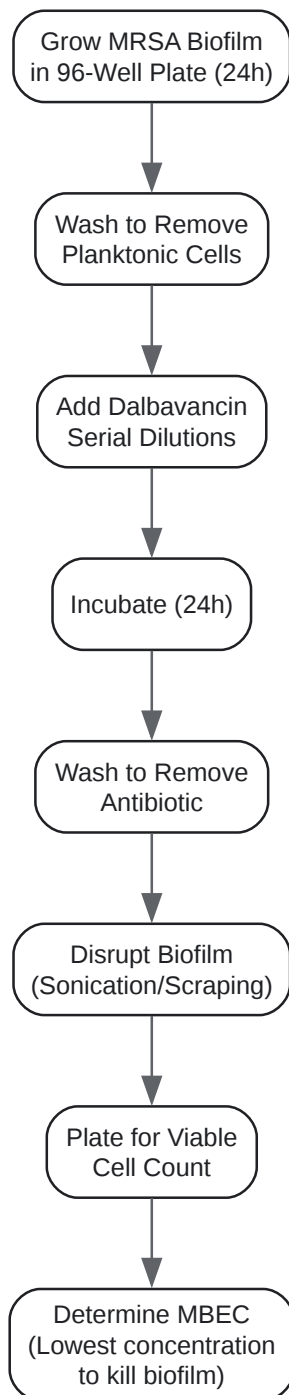 Grow MRSA Biofilm
in 96-Well Plate (24h)
Wash to Remove
Planktonic Cells
Add Dalbavancin
Serial Dilutions
Incubate (24h)
Wash to Remove
Antibiotic
Disrupt Biofilm
(Sonication/Scraping)
Plate for Viable
Cell Count
Determine MBEC
(Lowest concentration
to kill biofilm)